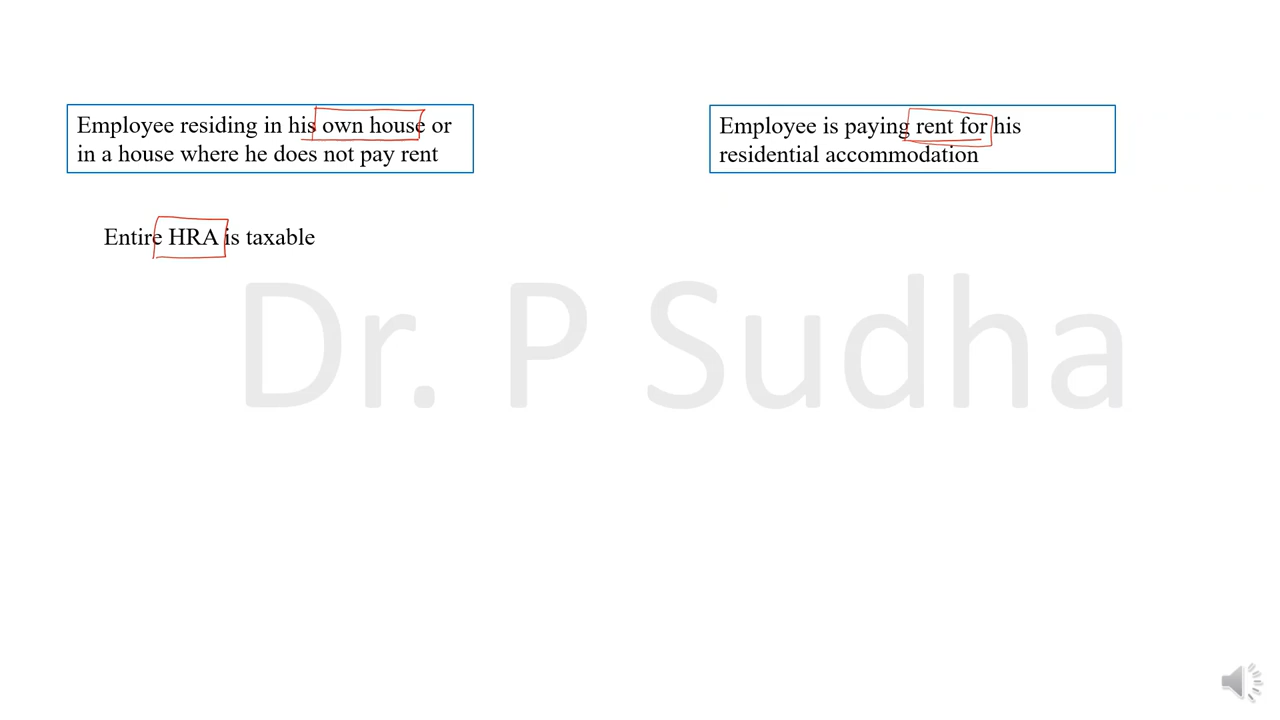 Employee residing in his own house or
in a house where he does not pay rent
Employee is paying rent for his
residential accommodation
Entire HRA is taxable
Dr. P Sudha